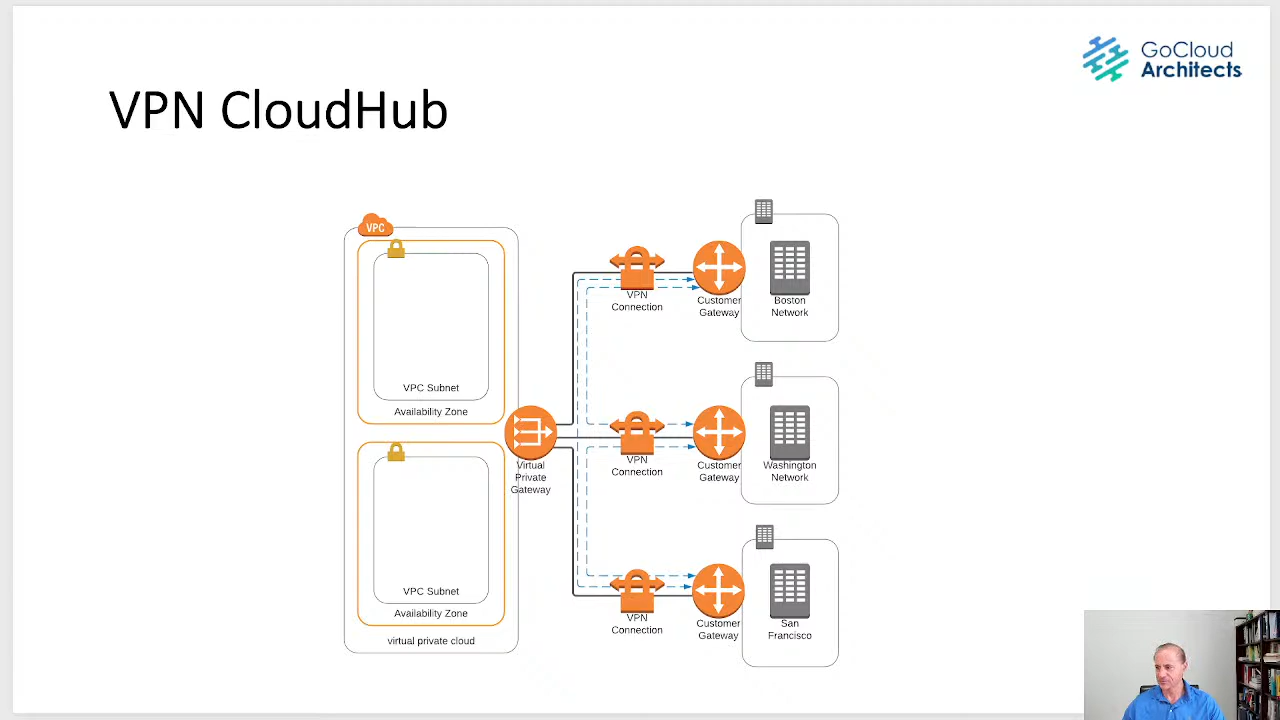 GoCloud
Architects
VPN CloudHub
VPC
VPC Subnet
Availability Zone
VPC Subnet
Availability Zone
virtual private cloud
Virtual
Private
Gateway
VPN
Connection
Customer
Gateway
Boston
Network
VPN
Connection
Customer
Gateway
Washington
Network
VPN
Connection
Customer
Gateway
San
Francisco